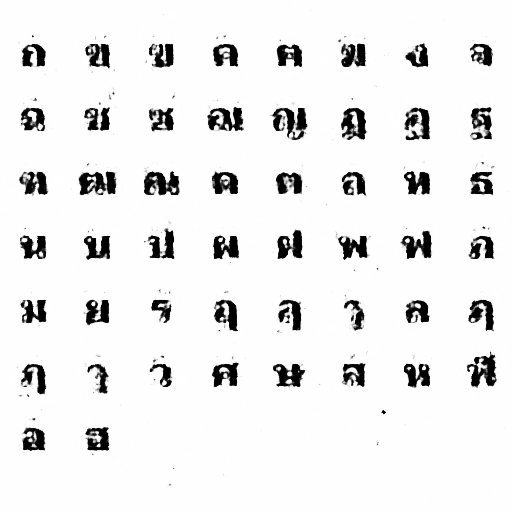 ก ข ฃ ค ฅ ฆ ง จ
ฉ ช ซ ฌ ญ ฎ ฏ ฐ
ฑ ฒ ณ ด ต ถ ท ธ
น บ ป ผ ฝ พ ฟ ภ
ม ย ร ฤ ฤ ๅ ล ฦ
ฦ ๅ ว ศ ษ ส ห ฬ
อ ฮ